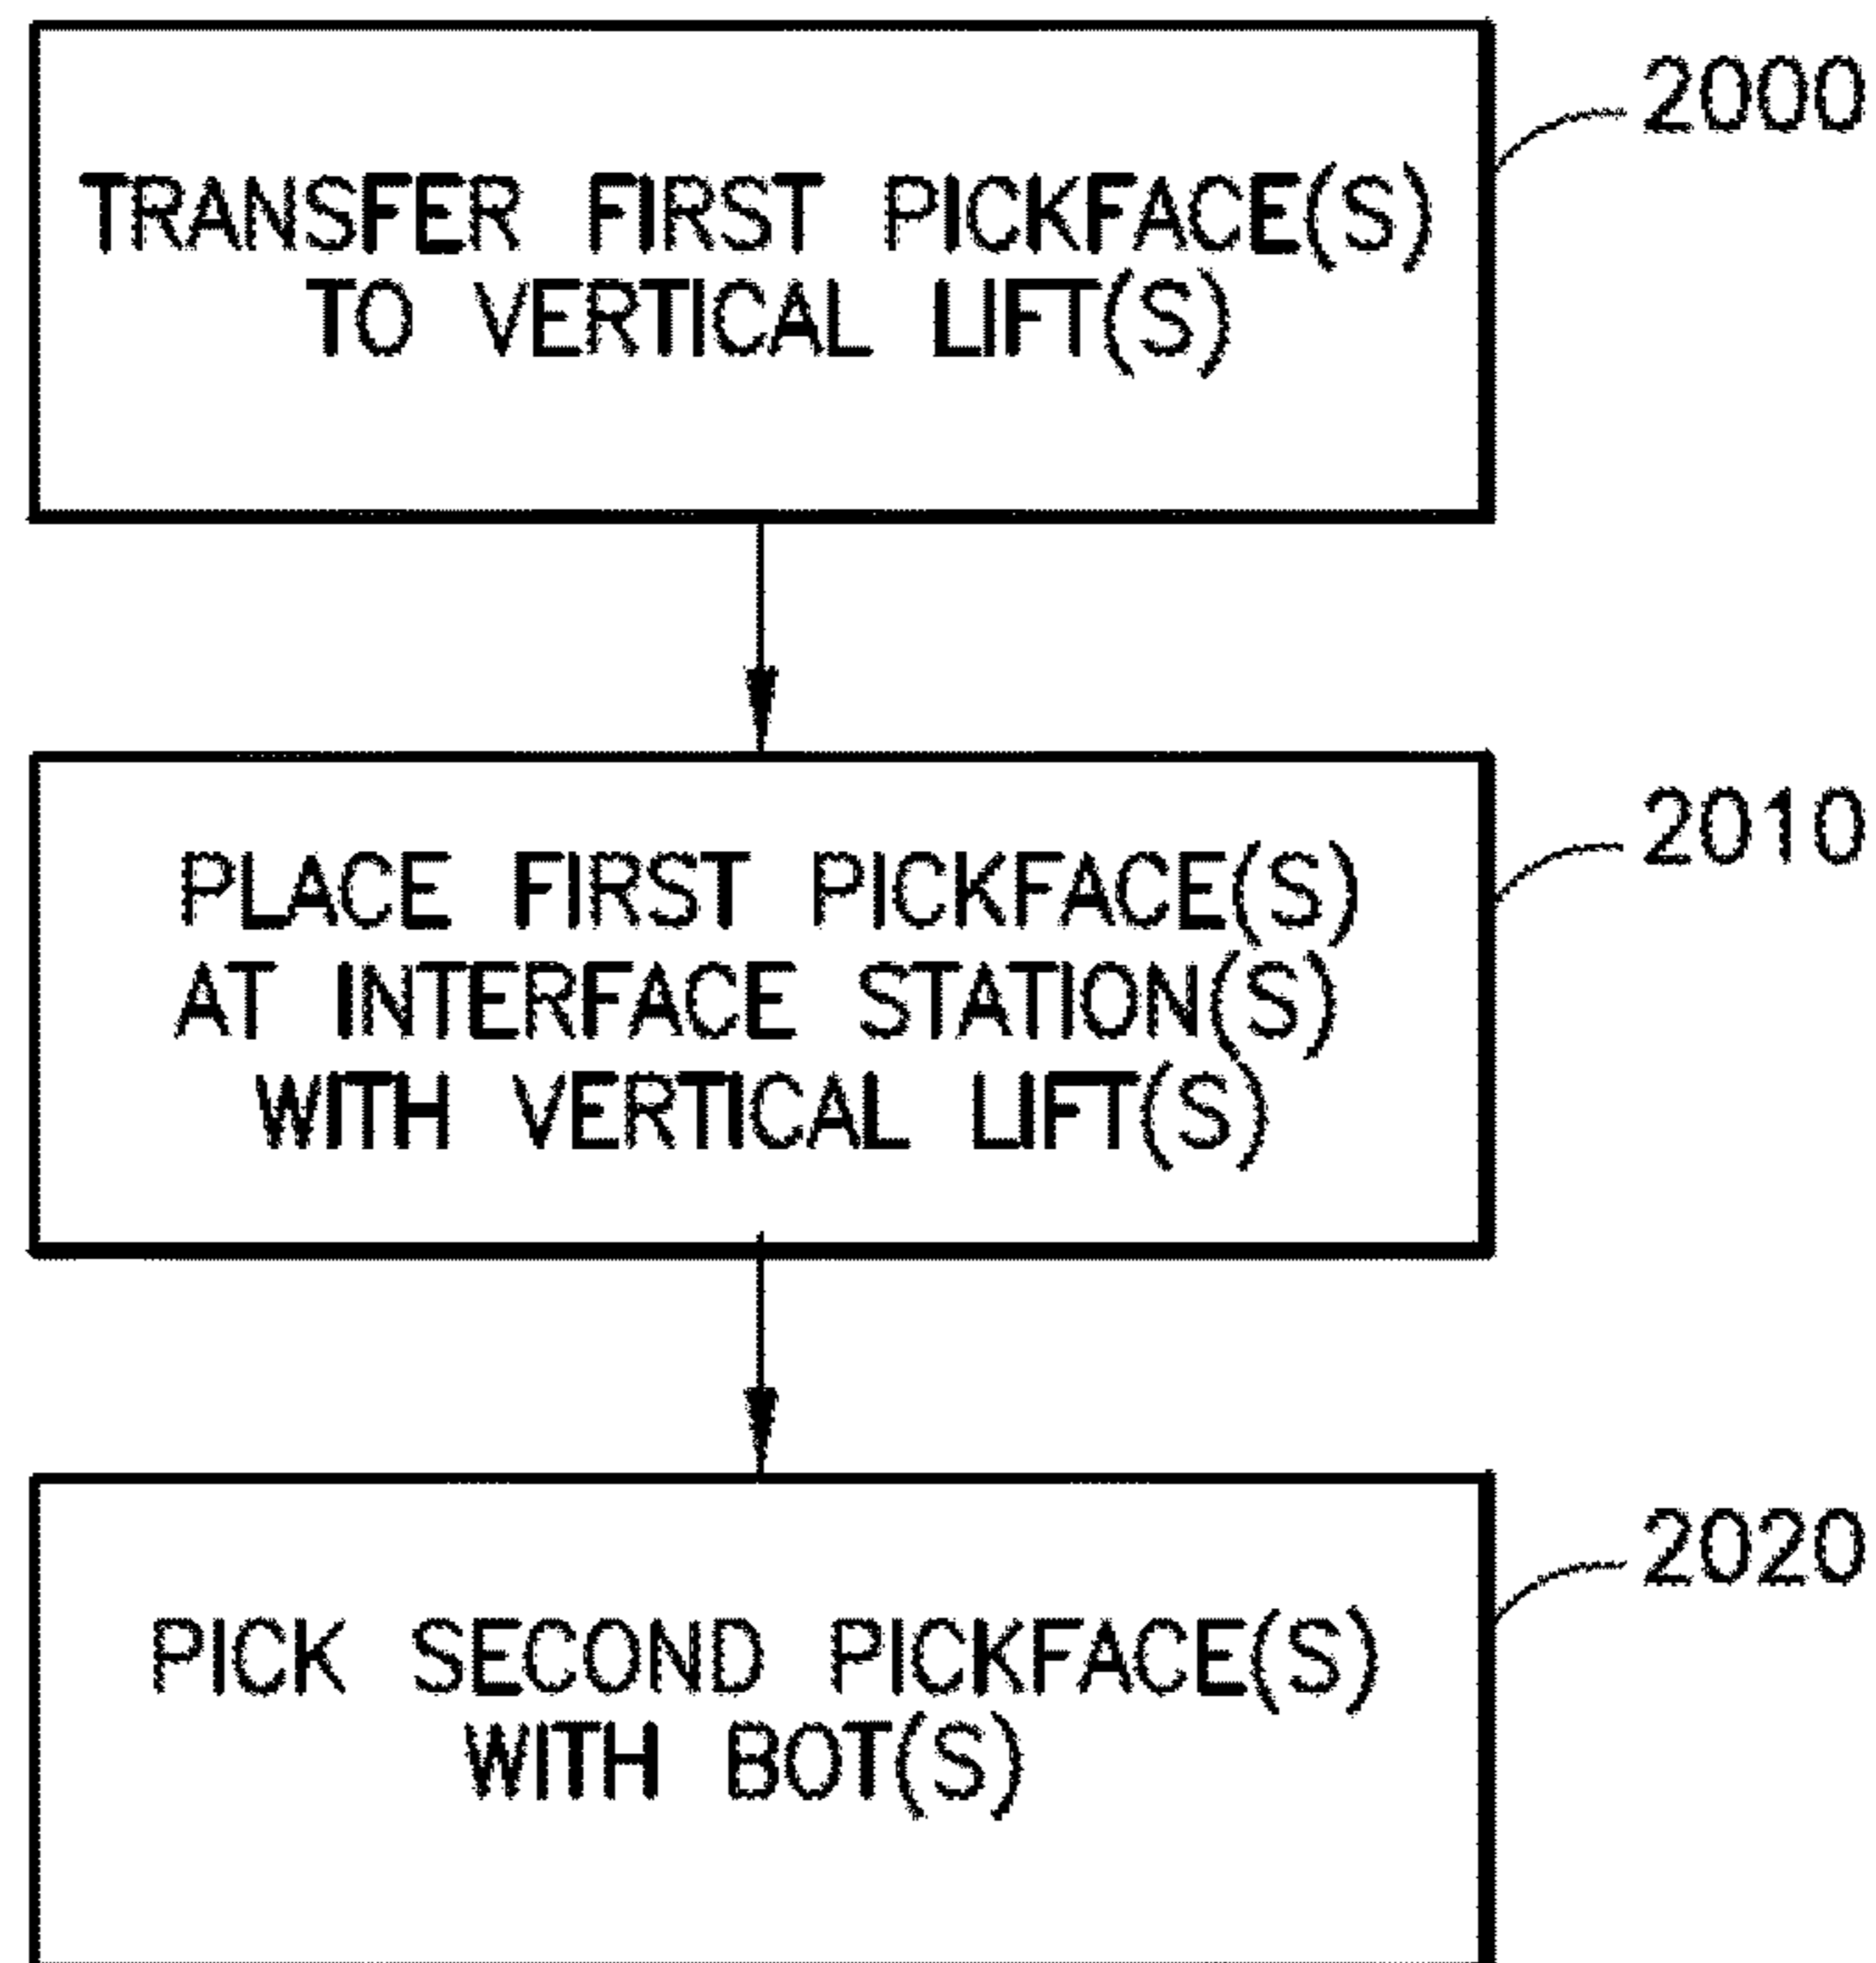 2000
TRANSFER FIRST PICKFACE(S)
TO VERTICAL LIFT(S)
2010
PLACE FIRST PICKFACE(S)
AT INTERFACE STATION(S)
WITH VERTICAL LIFT(S)
2020
PICK SECOND PICKFACE(S)
WITH BOT(S)